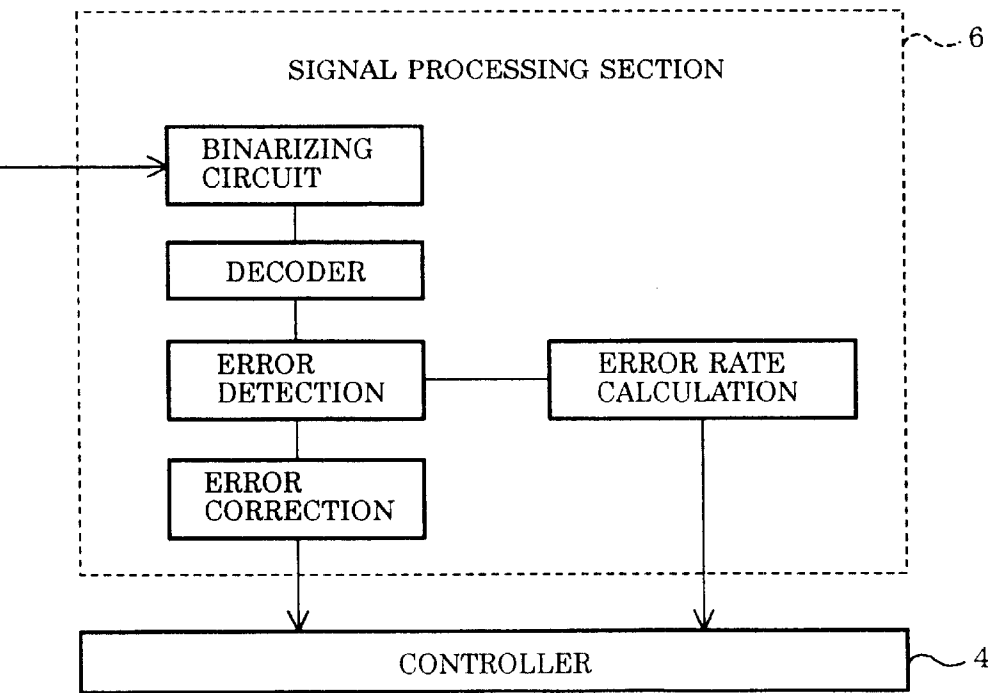 6
SIGNAL PROCESSING SECTION
BINARIZING
CIRCUIT
DECODER
ERROR
DETECTION
ERROR RATE
CALCULATION
ERROR
CORRECTION
CONTROLLER
4